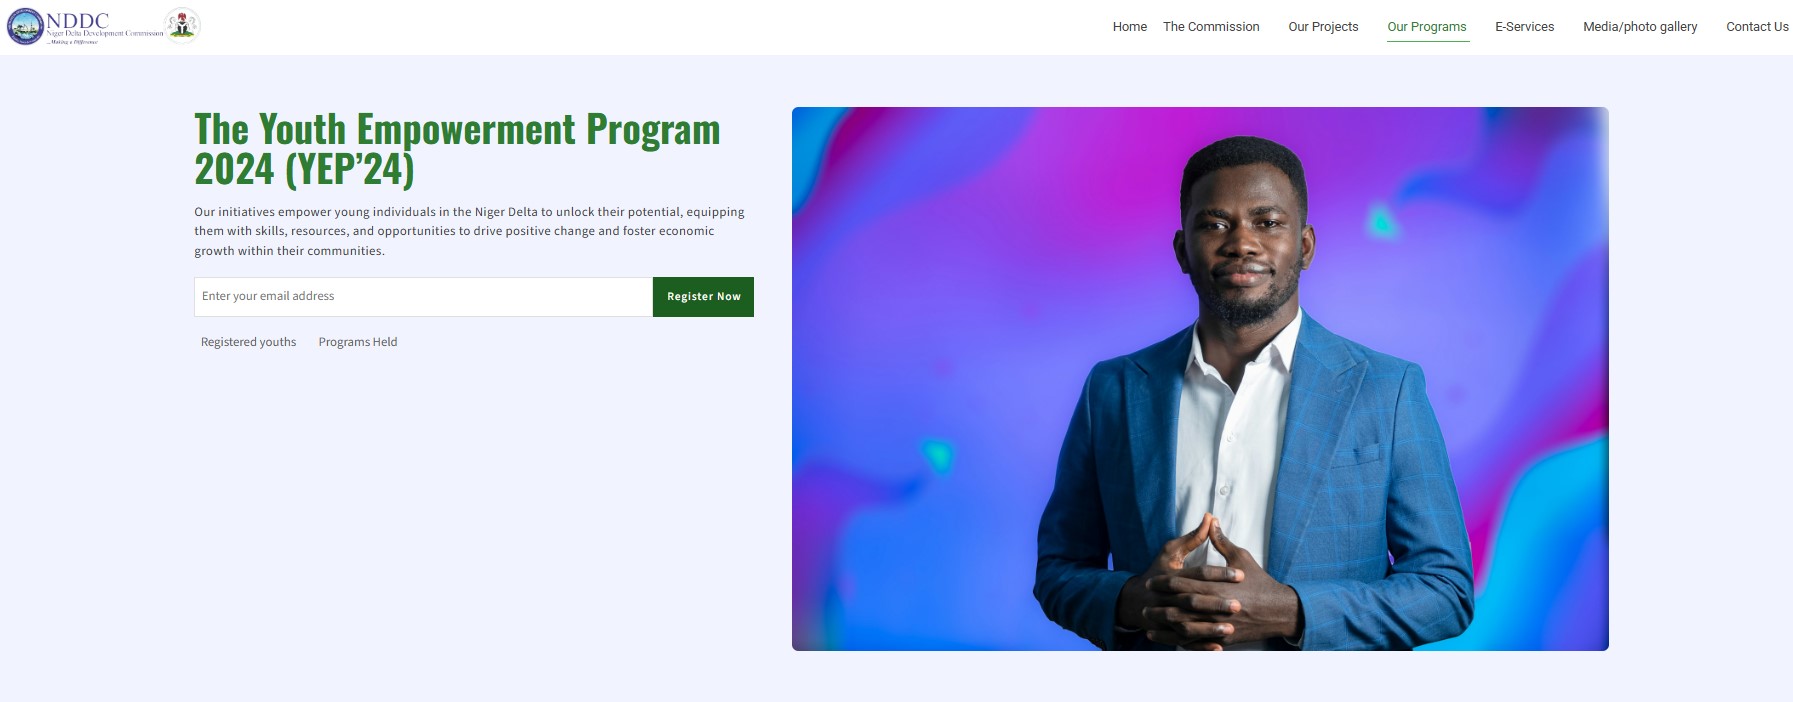 NDDC
Niger Delta Development Commission
...Making a Difference
Home The Commission Our Projects Our Programs E-Services Media/photo gallery Contact Us
The Youth Empowerment Program
2024 (YEP’24)
Our initiatives empower young individuals in the Niger Delta to unlock their potential, equipping
them with skills, resources, and opportunities to drive positive change and foster economic
growth within their communities.
Enter your email address Register Now
Registered youths Programs Held